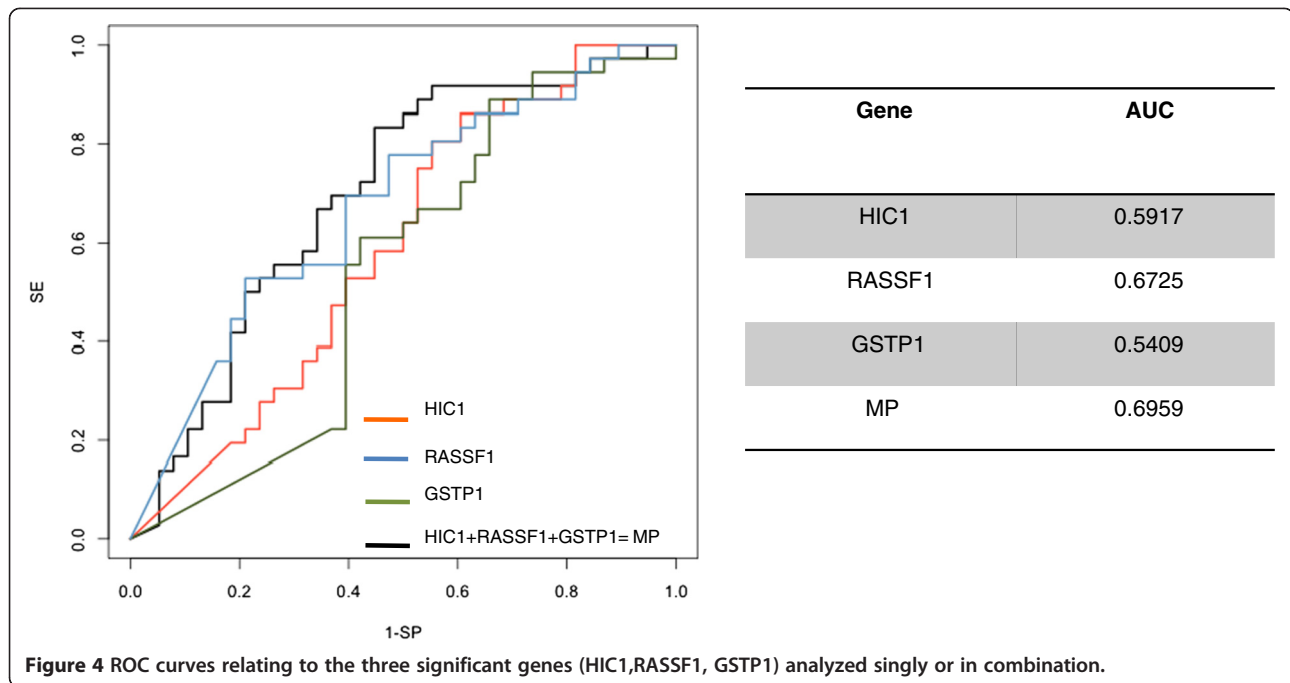 1.0
0.8
0.6
0.4
0.2
0.0
SE
0.0 0.2 0.4 0.6 0.8 1.0
1-SP
HIC1
RASSF1
GSTP1
HIC1+RASSF1+GSTP1= MP
Gene AUC
HIC1 0.5917
RASSF1 0.6725
GSTP1 0.5409
MP 0.6959
Figure 4 ROC curves relating to the three significant genes (HIC1,RASSF1, GSTP1) analyzed singly or in combination.